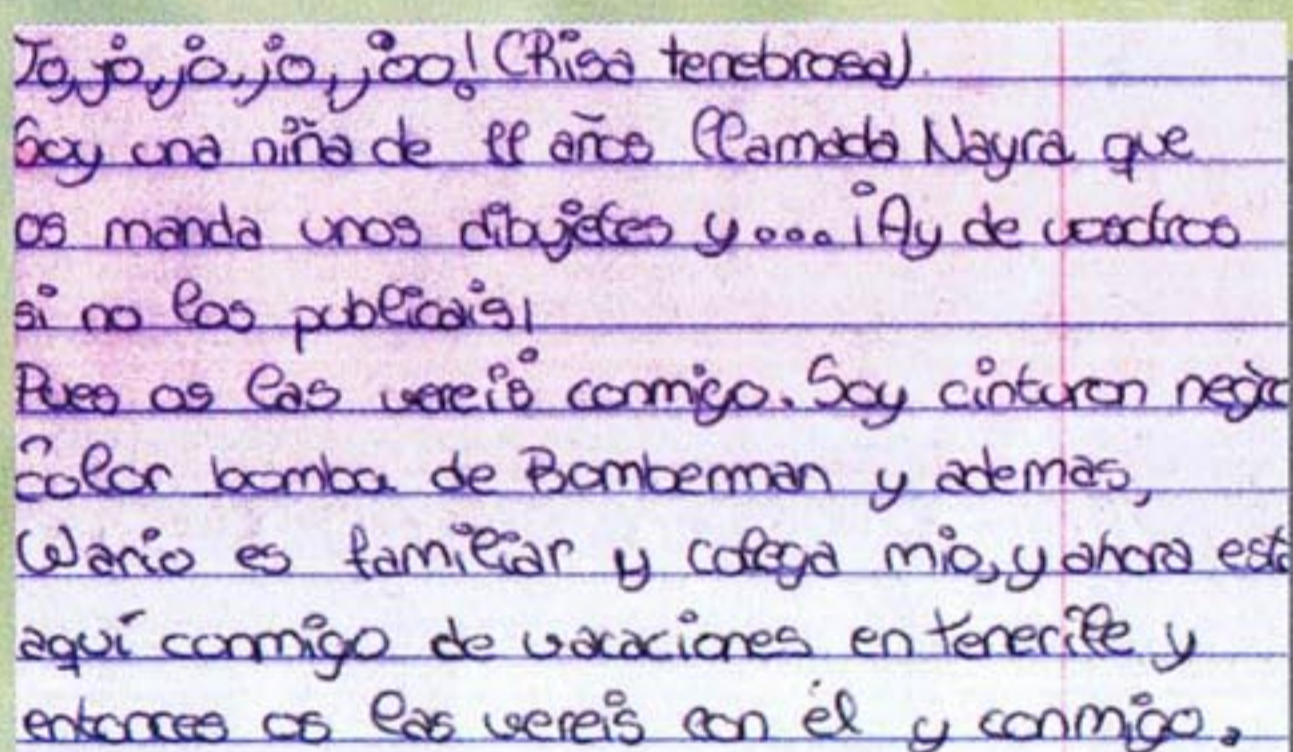 Jo, jo, jo, jo, joo! (Risa tenebrosa).
Soy una niña de 11 años llamada Nayra que
os manda unos dibujetes y... ¡Ay de vosotros
si no los publicais!
Pues os las vereis conmigo. Soy cinturon negro
color bomba de Bomberman y ademas,
Wario es familiar y colega mio, y ahora está
aquí conmigo de vacaciones en tenerife y
entonces os las vereis con él y conmigo.